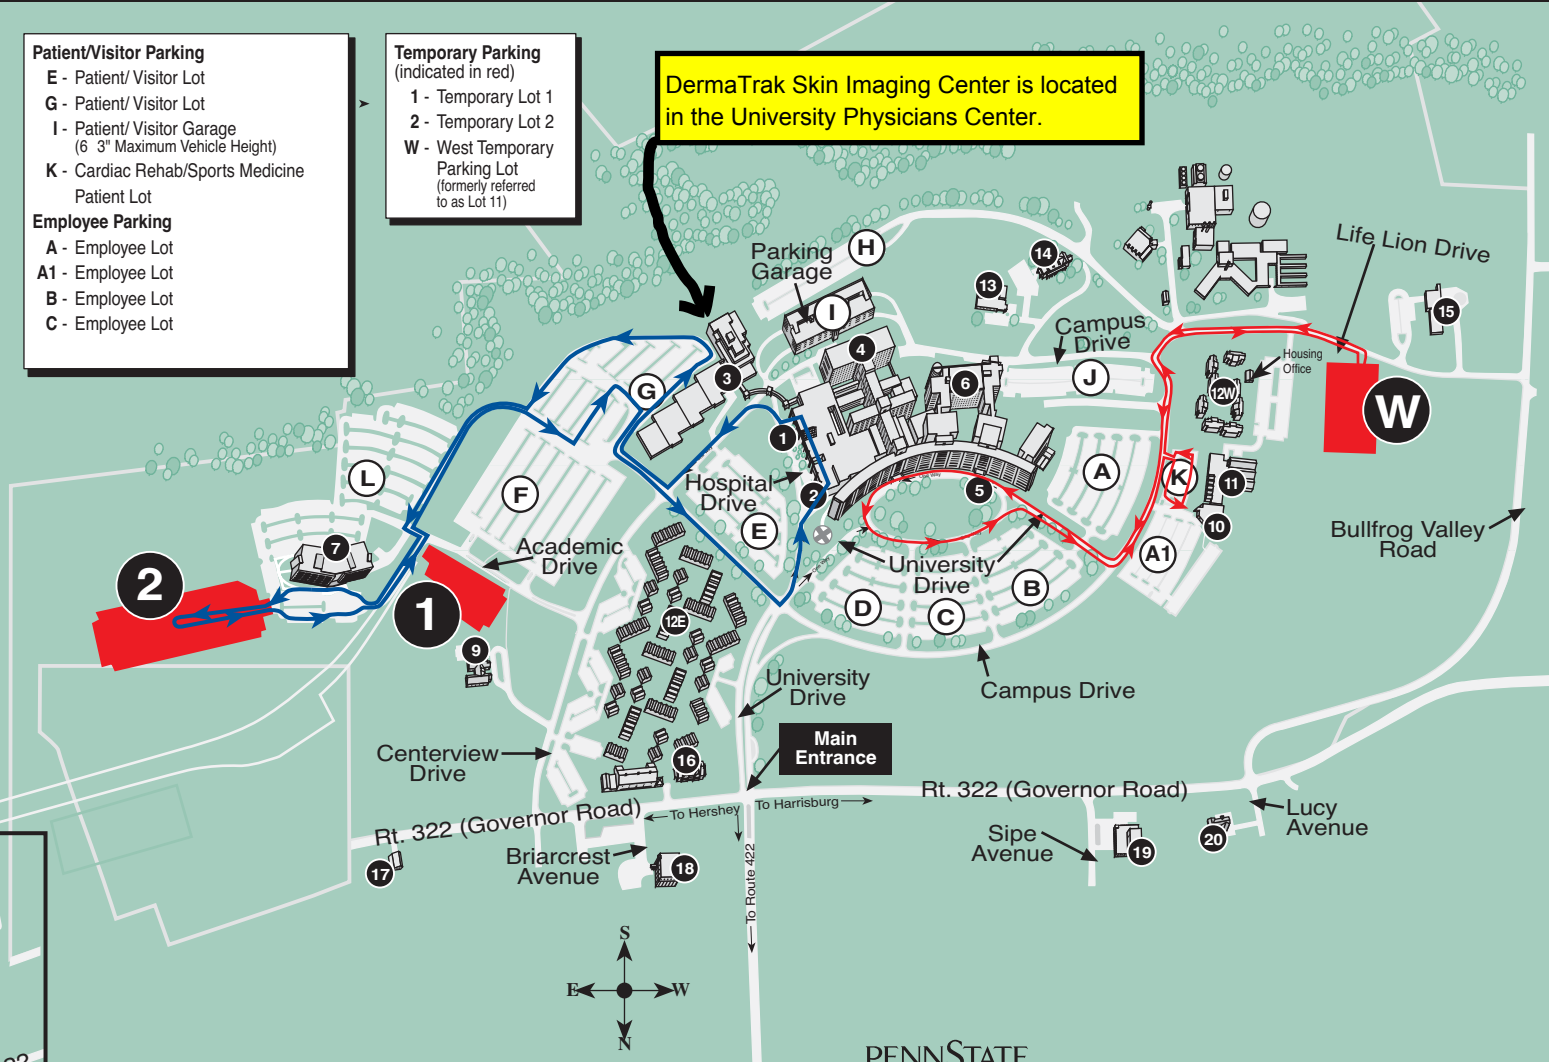 Patient/Visitor Parking
E - Patient/ Visitor Lot
G - Patient/ Visitor Lot
I - Patient/ Visitor Garage
(6 3" Maximum Vehicle Height)
K - Cardiac Rehab/Sports Medicine
Patient Lot
Employee Parking
A - Employee Lot
A1 - Employee Lot
B - Employee Lot
C - Employee Lot
Temporary Parking
(indicated in red)
1 - Temporary Lot 1
2 - Temporary Lot 2
W - West Temporary
Parking Lot
(formerly referred
to as Lot 11)
DermaTrak Skin Imaging Center is located
in the University Physicians Center.
Parking
Garage
H
14
13
I
Life Lion Drive
15
Campus
Drive
4
3
G
6
J
Housing
Office
12W
W
1
L
F
Hospital
Drive
2
5
A
K
11
10
E
A1
Bullfrog Valley
Road
7
Academic
Drive
University
Drive
2
1
12E
D
C
B
9
University
Drive
Campus Drive
Main
Entrance
Centerview
Drive
16
Rt. 322 (Governor Road)
To Hershey
To Harrisburg
Rt. 322 (Governor Road)
Lucy
Avenue
Sipe
Avenue
19
20
Briarcrest
Avenue
17
18
To Route 422
S
E
W
N
PENNSTATE